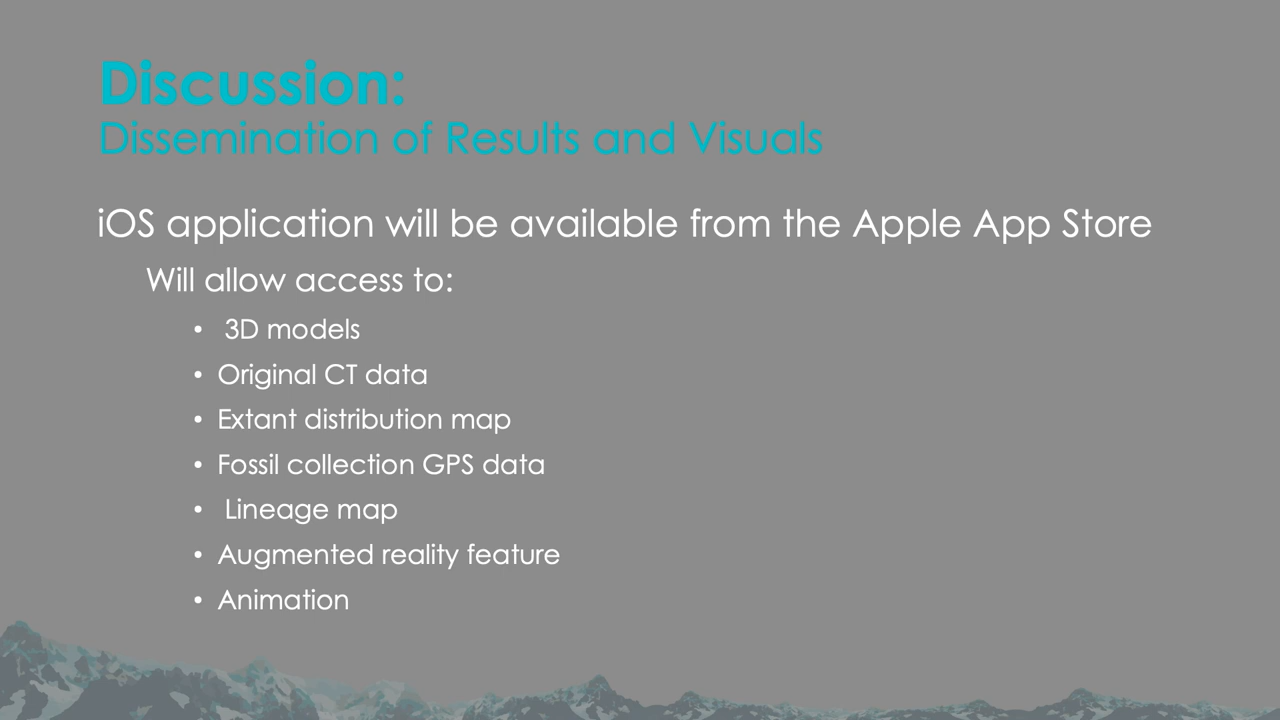 Discussion:
Dissemination of Results and Visuals
iOS application will be available from the Apple App Store
Will allow access to:
• 3D models
• Original CT data
• Extant distribution map
• Fossil collection GPS data
• Lineage map
• Augmented reality feature
• Animation